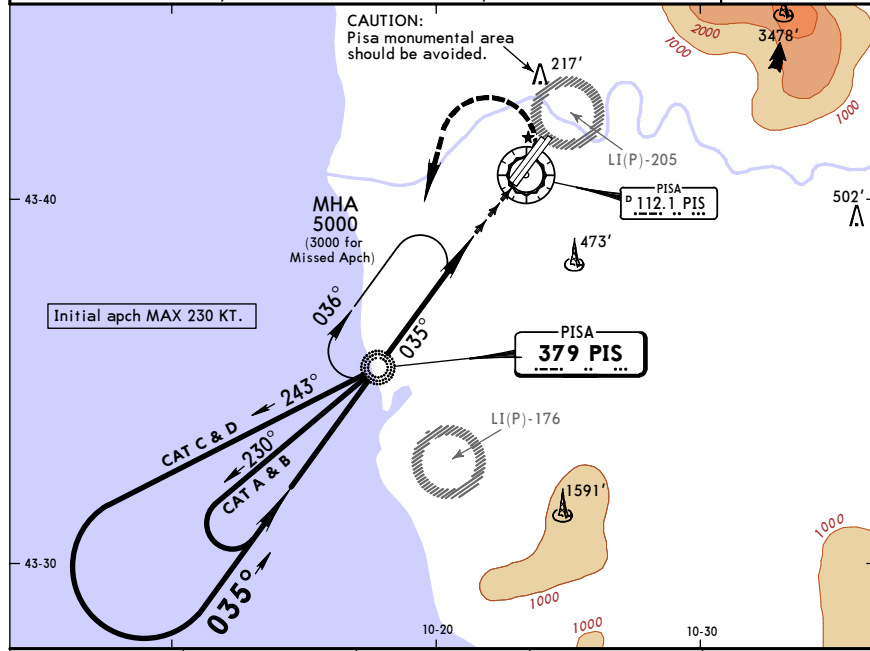 CAUTION:
Pisa monumental area
should be avoided.
217'
2000
1000
3478'
1000
LI(P)-205
43-40
MHA
5000
(3000 for
Missed Apch)
PISA
D 112.1 PIS
502'
473'
Initial apch MAX 230 KT.
036°
035°
PISA
379 PIS
243°
CAT C & D
230°
CAT A & B
LI(P)-176
1591'
1000
1000
43-30
035°
1000
10-20
10-30